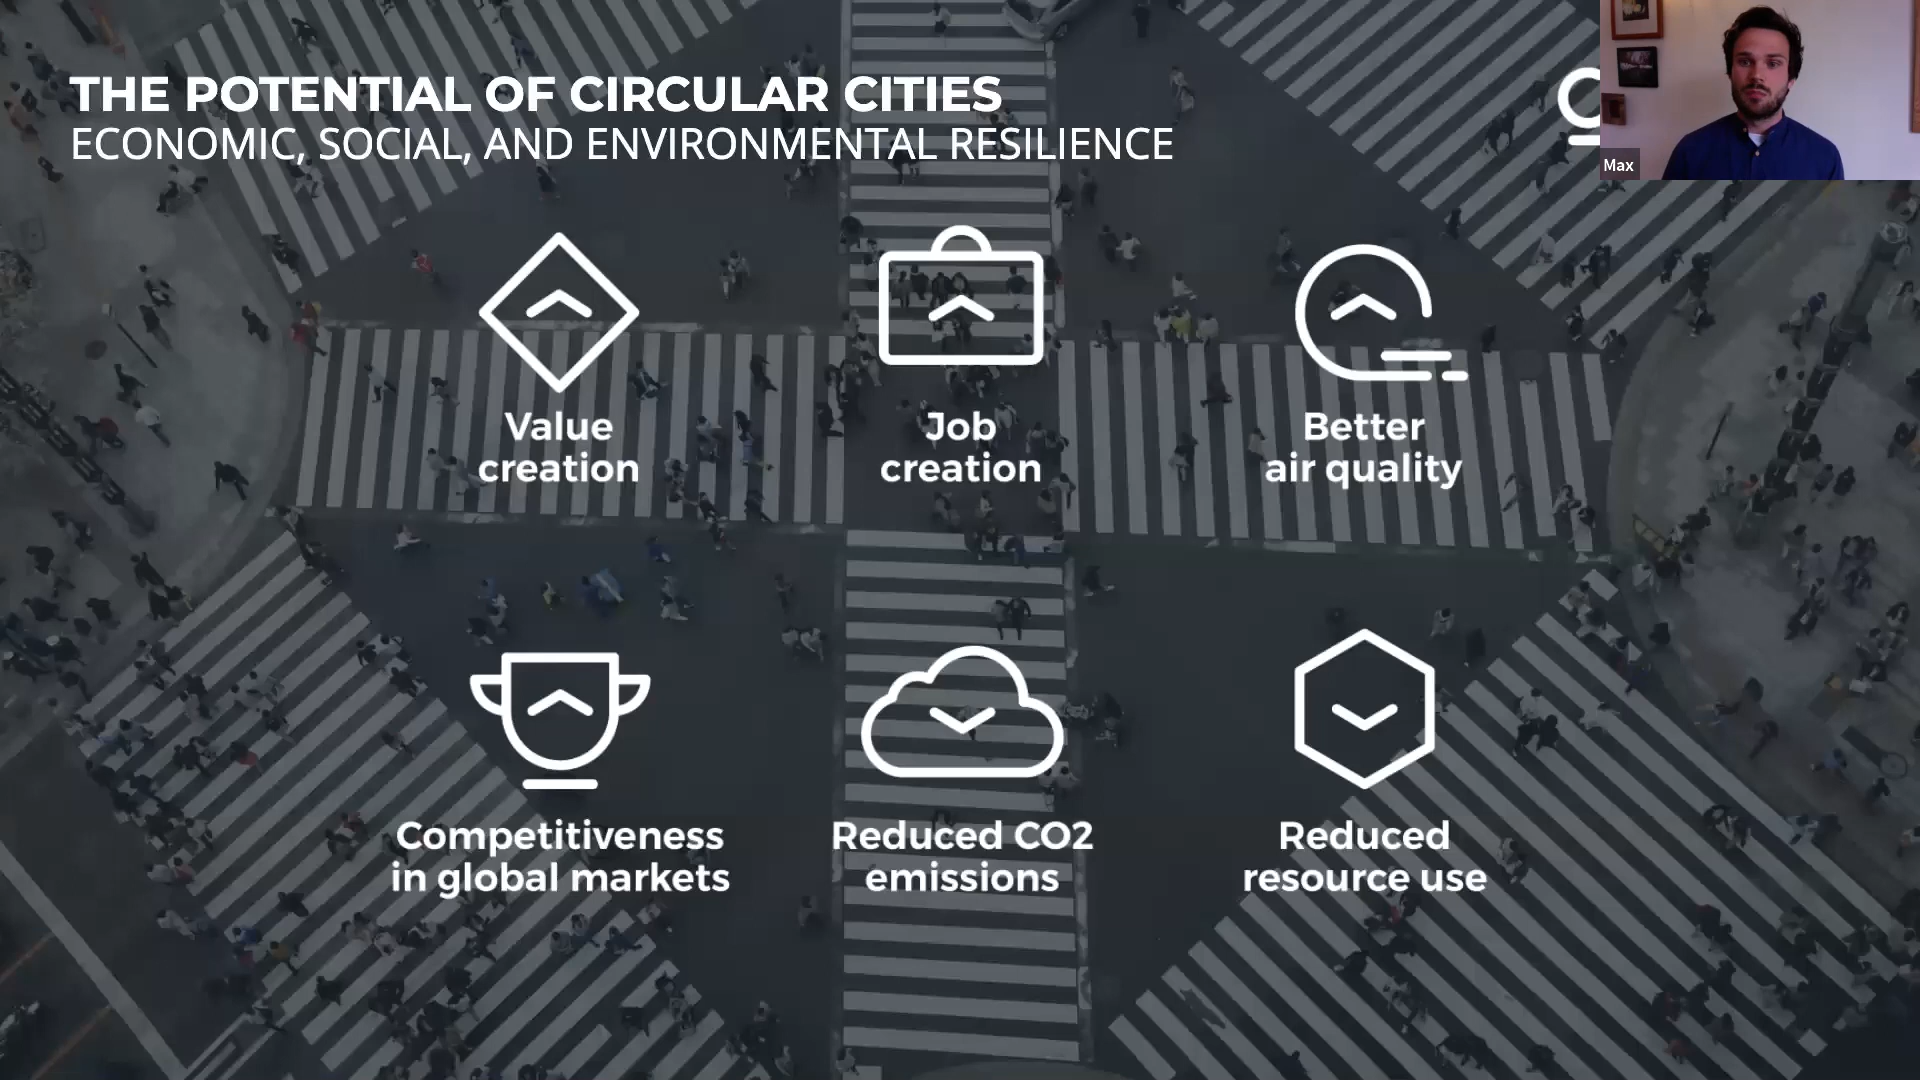 THE POTENTIAL OF CIRCULAR CITIES
ECONOMIC, SOCIAL, AND ENVIRONMENTAL RESILIENCE
Max
Value
creation
Job
creation
Better
air quality
Competitiveness
in global markets
Reduced CO2
emissions
Reduced
resource use